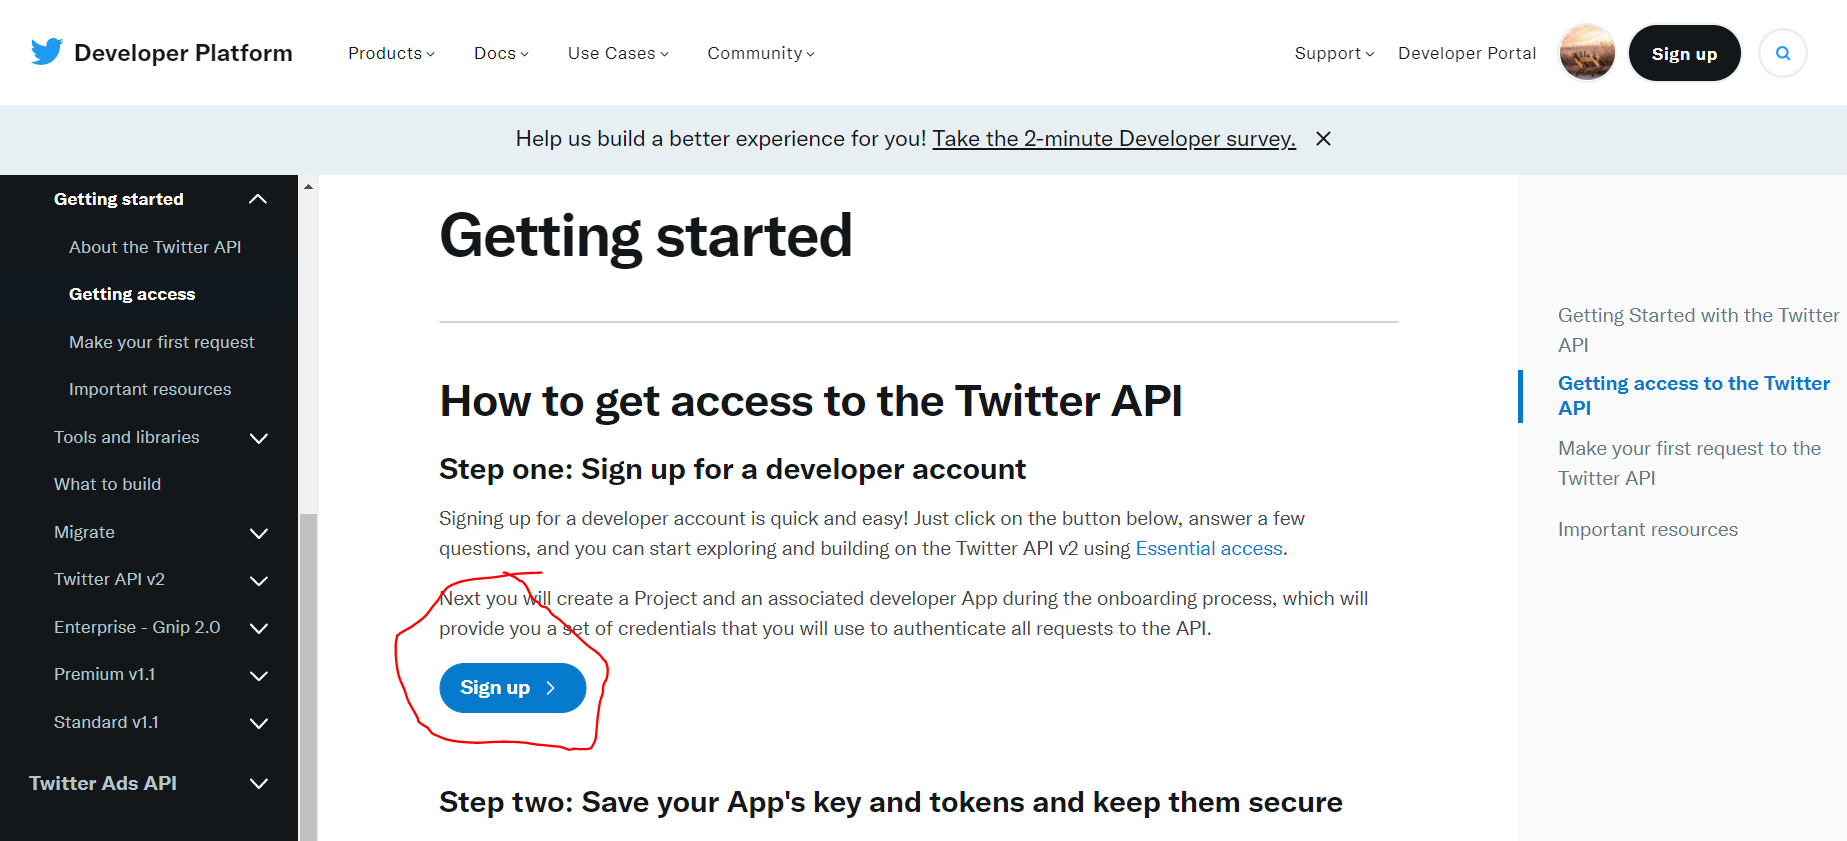 Developer Platform
Products
Docs
Use Cases
Community
Support
Developer Portal
Sign up
Help us build a better experience for you! Take the 2-minute Developer survey.
Getting started
About the Twitter API
Getting access
Make your first request
Important resources
Tools and libraries
What to build
Migrate
Twitter API v2
Enterprise - Gnip 2.0
Premium v1.1
Standard v1.1
Twitter Ads API
Getting started
How to get access to the Twitter API
Step one: Sign up for a developer account
Signing up for a developer account is quick and easy! Just click on the button below, answer a few
questions, and you can start exploring and building on the Twitter API v2 using Essential access.
Next you will create a Project and an associated developer App during the onboarding process, which will
provide you a set of credentials that you will use to authenticate all requests to the API.
Sign up
Step two: Save your App's key and tokens and keep them secure
Getting Started with the Twitter
API
Getting access to the Twitter
API
Make your first request to the
Twitter API
Important resources